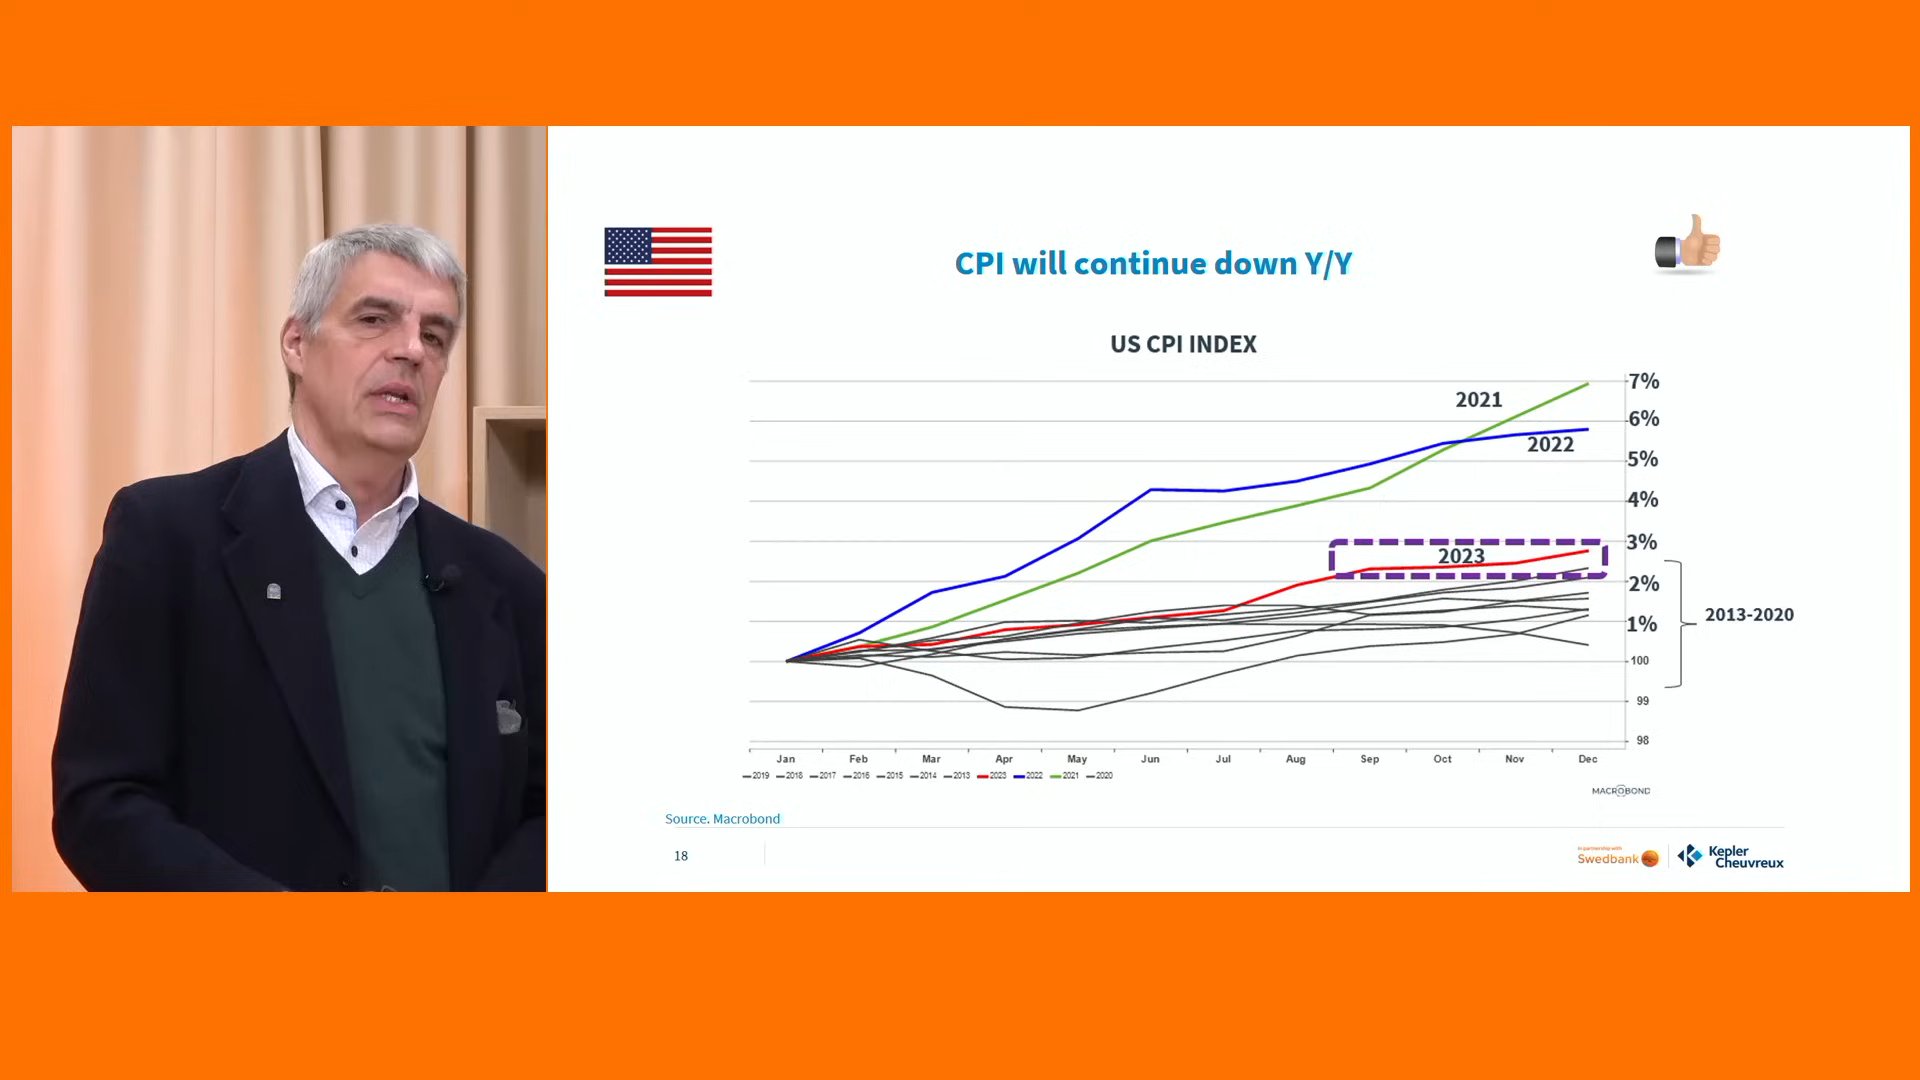 CPI will continue down Y/Y
US CPI INDEX
7%
2021
6%
2022
5%
4%
3%
2023
2%
2013-2020
1%
100
99
98
Jan Feb Mar Apr May Jun Jul Aug Sep Oct Nov Dec
2019 2018 2017 2016 2015 2014 2013 2023 2022 2021 2020
MACROBOND
Source. Macrobond
18
In partnership with
Swedbank
Kepler
Cheuvreux